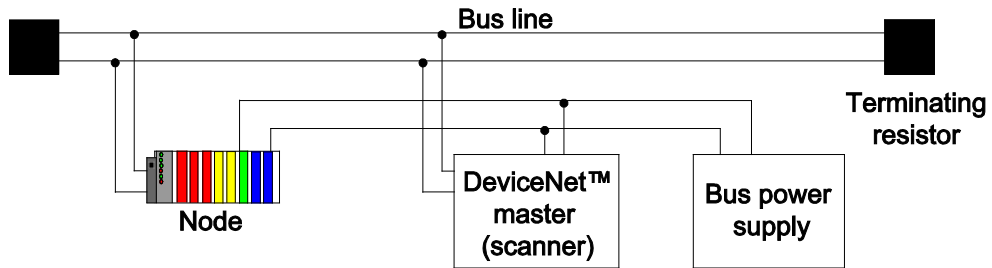 Bus line
Terminating
resistor
Node
DeviceNet™
master
(scanner)
Bus power
supply